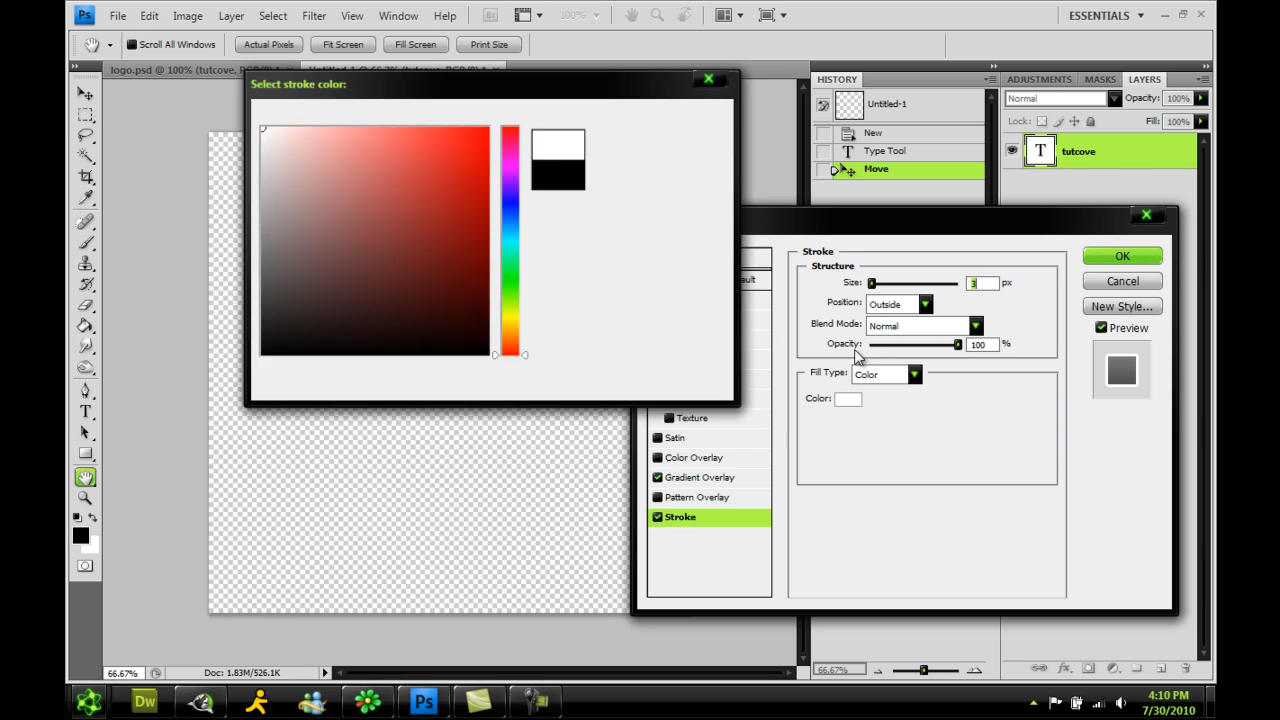 Ps File Edit Image Layer Select Filter View Window Help Br 100% ESSENTIALS
Scroll All Windows Actual Pixels Fit Screen Fill Screen Print Size
logo.psd @ 100% (tutcove,
Select stroke color:
HISTORY
Untitled-1
New
T Type Tool
Move
ADJUSTMENTS MASKS LAYERS
Normal Opacity: 100%
Lock: Fill: 100%
T tutcove
Stroke
Structure
Size: 3 px
Position: Outside
Blend Mode: Normal
Opacity: 100 %
Fill Type: Color
Color:
OK
Cancel
New Style...
Preview
Texture
Satin
Color Overlay
Gradient Overlay
Pattern Overlay
Stroke
T
66.67% Doc: 1.83M/526.1K
66.67%
fx
Dw Ps
4:10 PM
7/30/2010